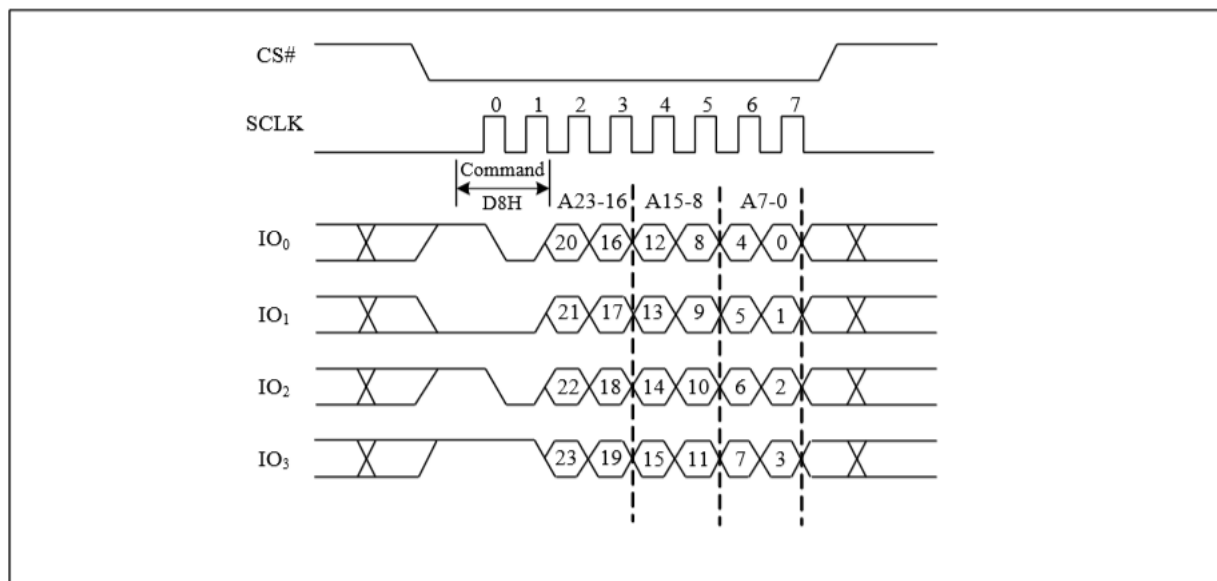 CS#
0 1 2 3 4 5 6 7
SCLK
Command
D8H A23-16 A15-8 A7-0
IO₀ 20 16 12 8 4 0
IO₁ 21 17 13 9 5 1
IO₂ 22 18 14 10 6 2
IO₃ 23 19 15 11 7 3